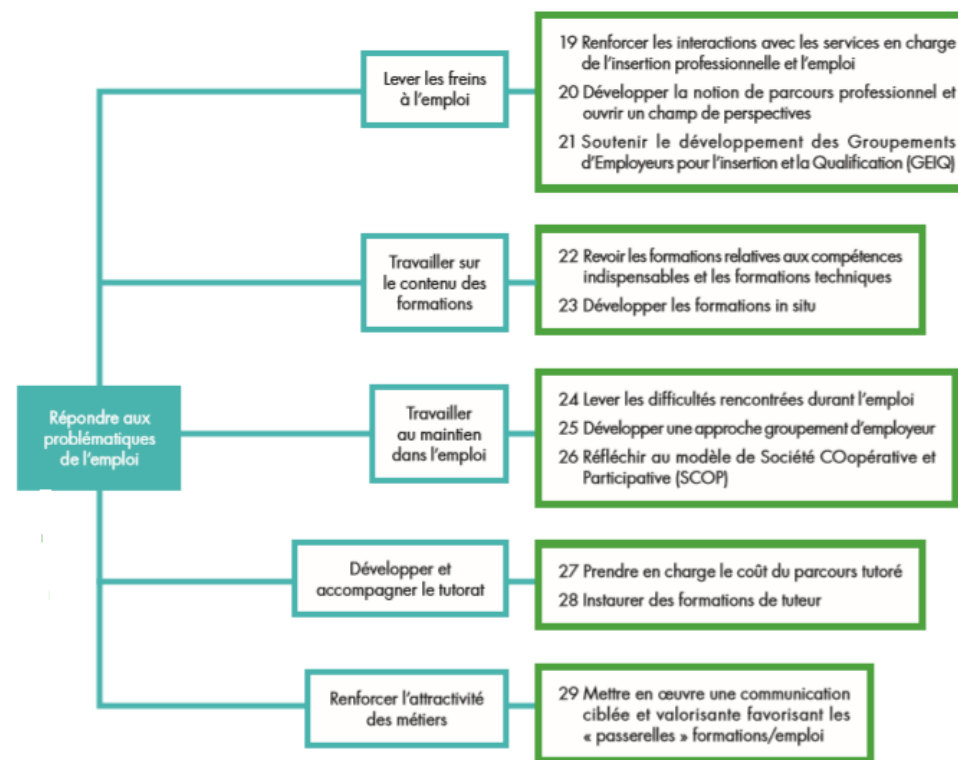 Répondre aux
problématiques
de l'emploi
Lever les freins
à l'emploi
19 Renforcer les interactions avec les services en charge
de l'insertion professionnelle et l'emploi
20 Développer la notion de parcours professionnel et
ouvrir un champ de perspectives
21 Soutenir le développement des Groupements
d'Employeurs pour l'insertion et la Qualification (GEIQ)
Travailler sur
le contenu des
formations
22 Revoir les formations relatives aux compétences
indispensables et les formations techniques
23 Développer les formations in situ
Travailler
au maintien
dans l'emploi
24 Lever les difficultés rencontrées durant l'emploi
25 Développer une approche groupement d'employeur
26 Réfléchir au modèle de Société COopérative et
Participative (SCOP)
Développer et
accompagner le tutorat
27 Prendre en charge le coût du parcours tutoré
28 Instaurer des formations de tuteur
Renforcer l'attractivité
des métiers
29 Mettre en œuvre une communication
ciblée et valorisante favorisant les
« passerelles » formations/emploi